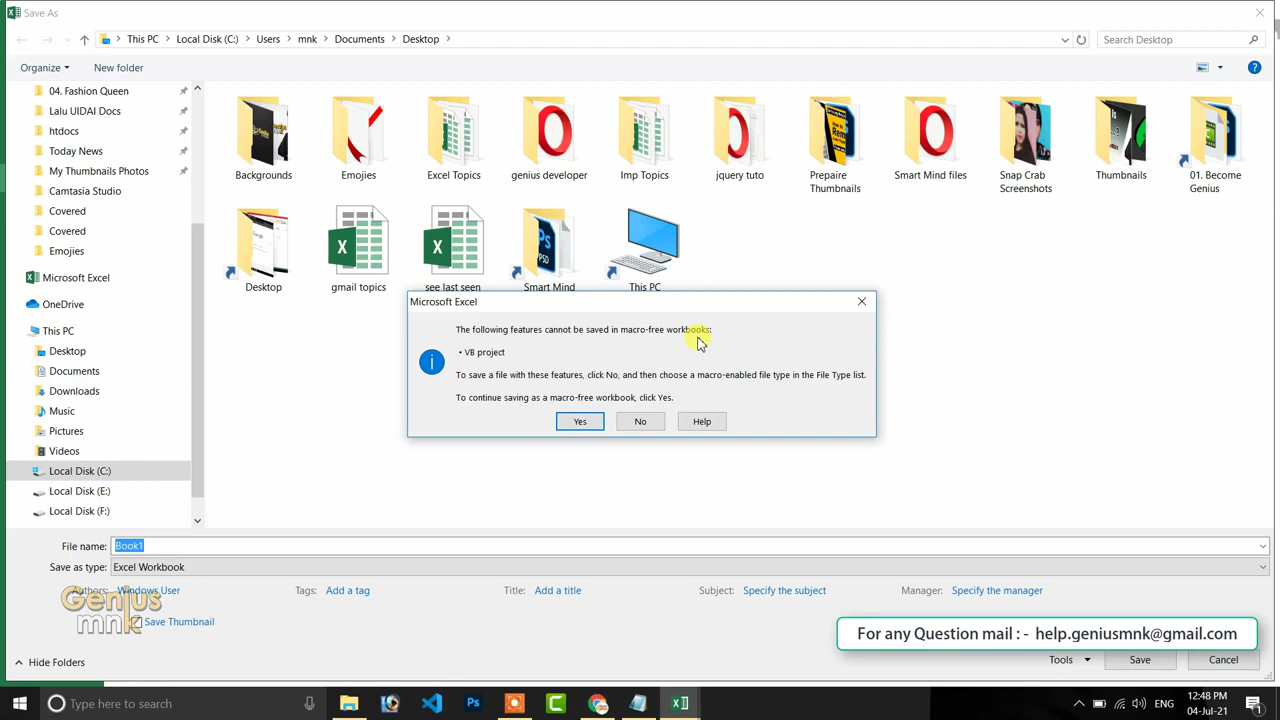 Save As
This PC
Local Disk (C:)
Users
mnk
Documents
Desktop
Search Desktop
Organize
New folder
04. Fashion Queen
Lalu UIDAI Docs
htdocs
Today News
My Thumbnails Photos
Camtasia Studio
Covered
Covered
Emojies
Microsoft Excel
OneDrive
This PC
Desktop
Documents
Downloads
Music
Pictures
Videos
Local Disk (C:)
Local Disk (E:)
Local Disk (F:)
Backgrounds
Emojies
Excel Topics
genius developer
Imp Topics
jquery tuto
Prepaire
Thumbnails
Smart Mind files
Snap Crab
Screenshots
Thumbnails
01. Become
Genius
Desktop
gmail topics
see last seen
Smart Mind
This PC
Microsoft Excel
The following features cannot be saved in macro-free workbooks:
• VB project
To save a file with these features, click No, and then choose a macro-enabled file type in the File Type list.
To continue saving as a macro-free workbook, click Yes.
Yes
No
Help
File name:
Book1
Save as type:
Excel Workbook
Authors:
Windows User
Tags:
Add a tag
Title:
Add a title
Subject:
Specify the subject
Manager:
Specify the manager
Genius
mnk
Save Thumbnail
For any Question mail : - help.geniusmnk@gmail.com
Hide Folders
Tools
Save
Cancel
Type here to search
ENG
12:48 PM
04-Jul-21
1